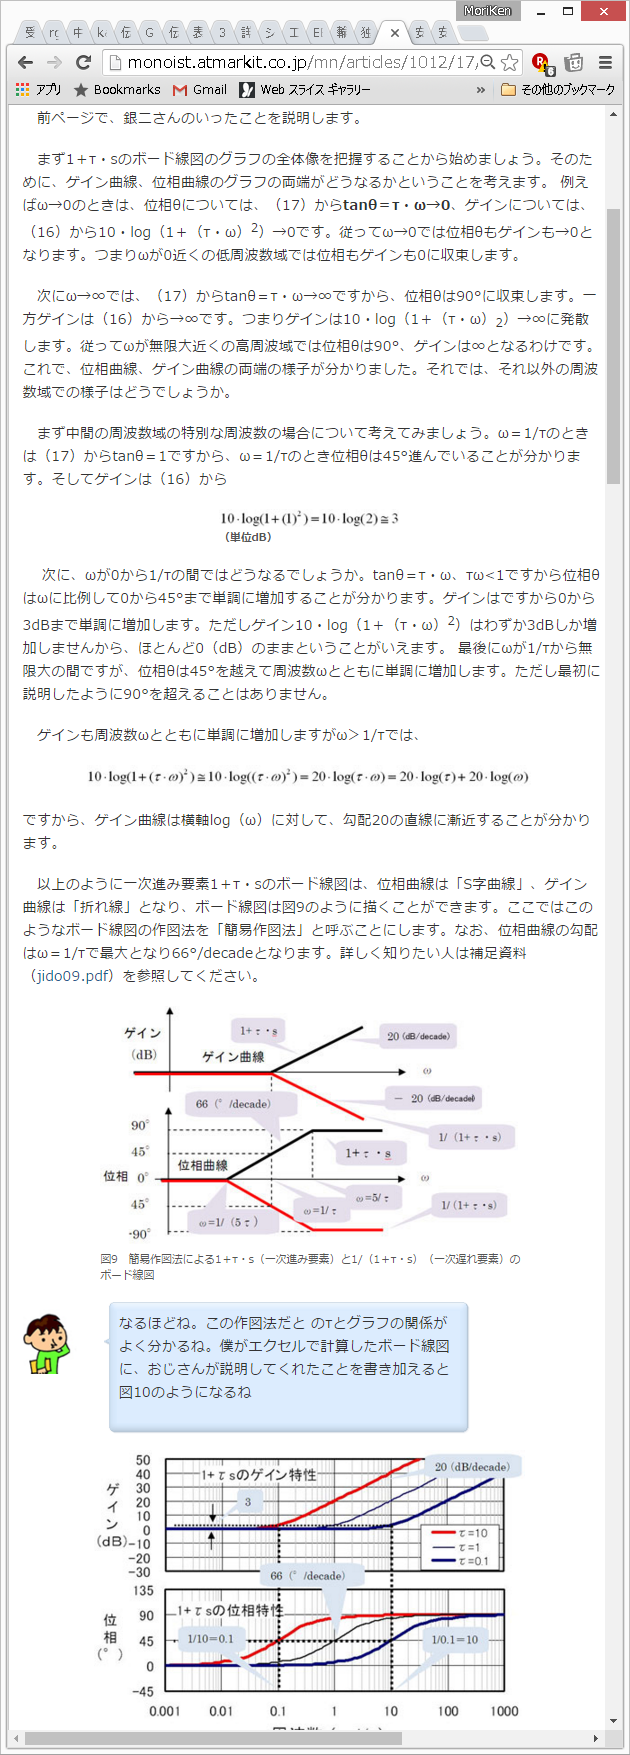 MoriKen
受
rç
中
ka
伝
G
伝
表
3
詳
シ
エ
輪
独
安
安
monoist.atmarkit.co.jp/mn/articles/1012/17/
アプリ
Bookmarks
Gmail
Web スライス ギャラリー
»
その他のブックマーク
前ページで、銀二さんのいったことを説明します。
まず1+τ・sのボード線図のグラフの全体像を把握することから始めましょう。そのた
めに、ゲイン曲線、位相曲線のグラフの両端がどうなるかということを考えます。 例え
ばω→0のときは、位相θについては、（17）からtanθ＝τ・ω→0、ゲインについては、
（16）から10・log（1＋（τ・ω）2）→0です。従ってω→0では位相θもゲインも→0と
なります。つまりωが0近くの低周波数域では位相もゲインも0に収束します。
次にω→∞では、（17）からtanθ＝τ・ω→∞ですから、位相θは90°に収束します。一
方ゲインは（16）から→∞です。つまりゲインは10・log（1＋（τ・ω）2）→∞に発散
します。従ってωが無限大近くの高周波域では位相θは90°、ゲインは∞となるわけです。
これで、位相曲線、ゲイン曲線の両端の様子が分かりました。それでは、それ以外の周波
数域での様子はどうでしょうか。
まず中間の周波数域の特別な周波数の場合について考えてみましょう。ω＝1/τのとき
は（17）からtanθ＝1ですから、ω＝1/τのとき位相θは45°進んでいることが分かりま
す。そしてゲインは（16）から
10·log(1+(1)²)=10·log(2)≅3
（単位dB）
次に、ωが0から1/τの間ではどうなるでしょうか。tanθ＝τ・ω、τω<1ですから位相θ
はωに比例して0から45°まで単調に増加することが分かります。ゲインはですから0から
3dBまで単調に増加します。ただしゲイン10・log（1＋（τ・ω）2）はわずか3dBしか増
加しませんから、ほとんど0（dB）のままということがいえます。 最後にωが1/τから無
限大の間ですが、位相θは45°を越えて周波数ωとともに単調に増加します。ただし最初に
説明したように90°を超えることはありません。
ゲインも周波数ωとともに単調に増加しますがω＞1/τでは、
10·log(1+(τ·ω)²)≅10·log((τ·ω)²)=20·log(τ·ω)=20·log(τ)+20·log(ω)
ですから、ゲイン曲線は横軸log（ω）に対して、勾配20の直線に漸近することが分かり
ます。
以上のように一次進み要素1+τ・sのボード線図は、位相曲線は「S字曲線」、ゲイン
曲線は「折れ線」となり、ボード線図は図9のように描くことができます。ここではこの
ようなボード線図の作図法を「簡易作図法」と呼ぶことにします。なお、位相曲線の勾配
はω＝1/τで最大となり66°/decadeとなります。詳しく知りたい人は補足資料
（jido09.pdf）を参照してください。
ゲイン
(dB)
1+τ・s
20 (dB/decade)
ゲイン曲線
ω
66（°/decade）
－ 20 (dB/decade)
90°
1/（1+τ・s）
45°
1+τ・s
位相曲線
位相
0°
ω
ω=5/τ
45°
ω=1/τ
1/(1+τ・s)
ω=1/（5τ）
-90°
図9　簡易作図法による1+τ・s（一次進み要素）と1/（1+τ・s）（一次遅れ要素）の
ボード線図
なるほどね。この作図法だと のτとグラフの関係が
よく分かるね。僕がエクセルで計算したボード線図
に、おじさんが説明してくれたことを書き加えると
図10のようになるね
ゲイン(dB)
50
40
30
20
10
0
-10
-20
-30
1+τsのゲイン特性
20 (dB/decade)
3
τ=10
τ=1
τ=0.1
66（°/decade）
位相(°)
135
90
45
0
-45
1+τsの位相特性
1/10=0.1
1/0.1=10
0.001
0.01
0.1
1
10
100
1000